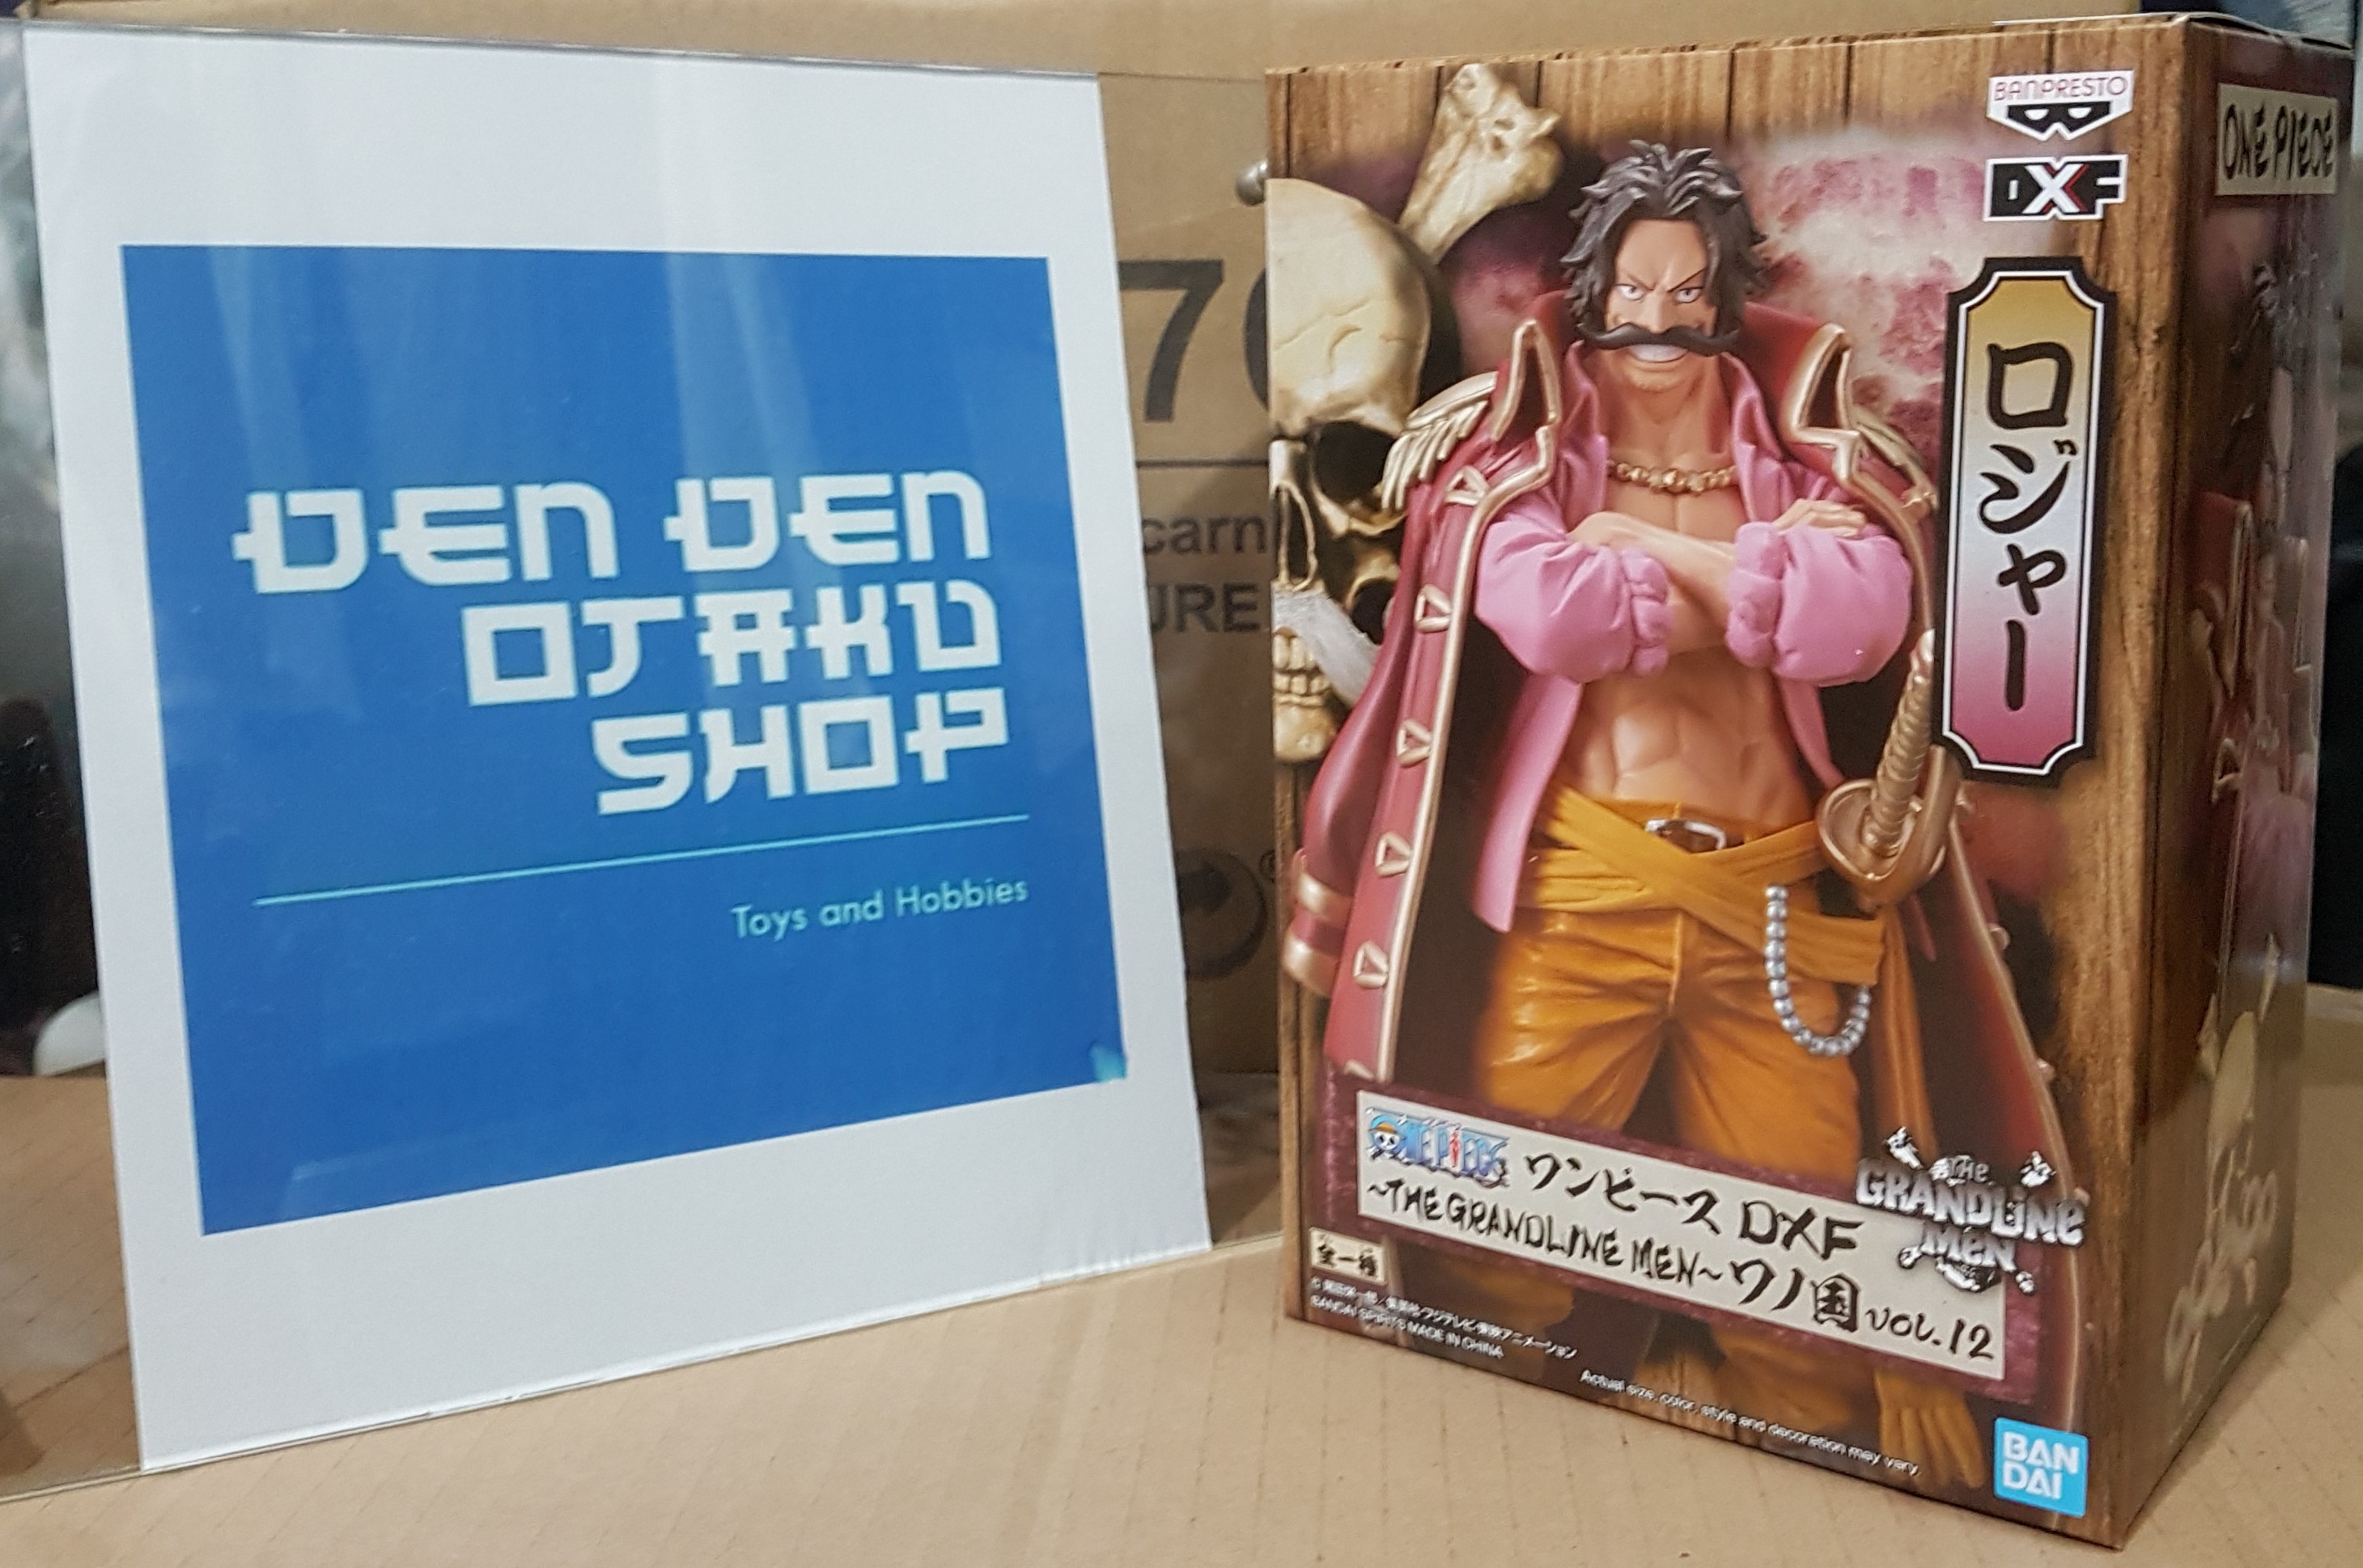 DEN DEN
OTAKU
SHOP
Toys and Hobbies
BANPRESTO
DXF
ロジャー
ONE PIECE
ONE PIECE ワンピース DXF
~THE GRANDLINE MEN~ワノ国 VOL.12
THE
GRANDLINE
MEN
全一種
BANDAI SPIRITS MADE IN CHINA
Actual size, color, style and decoration may vary.
BAN
DAI